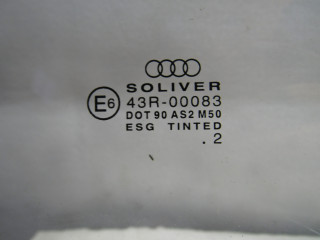 SOLIVER
E6 43R-00083
DOT 90 AS2 M50
ESG TINTED
. 2